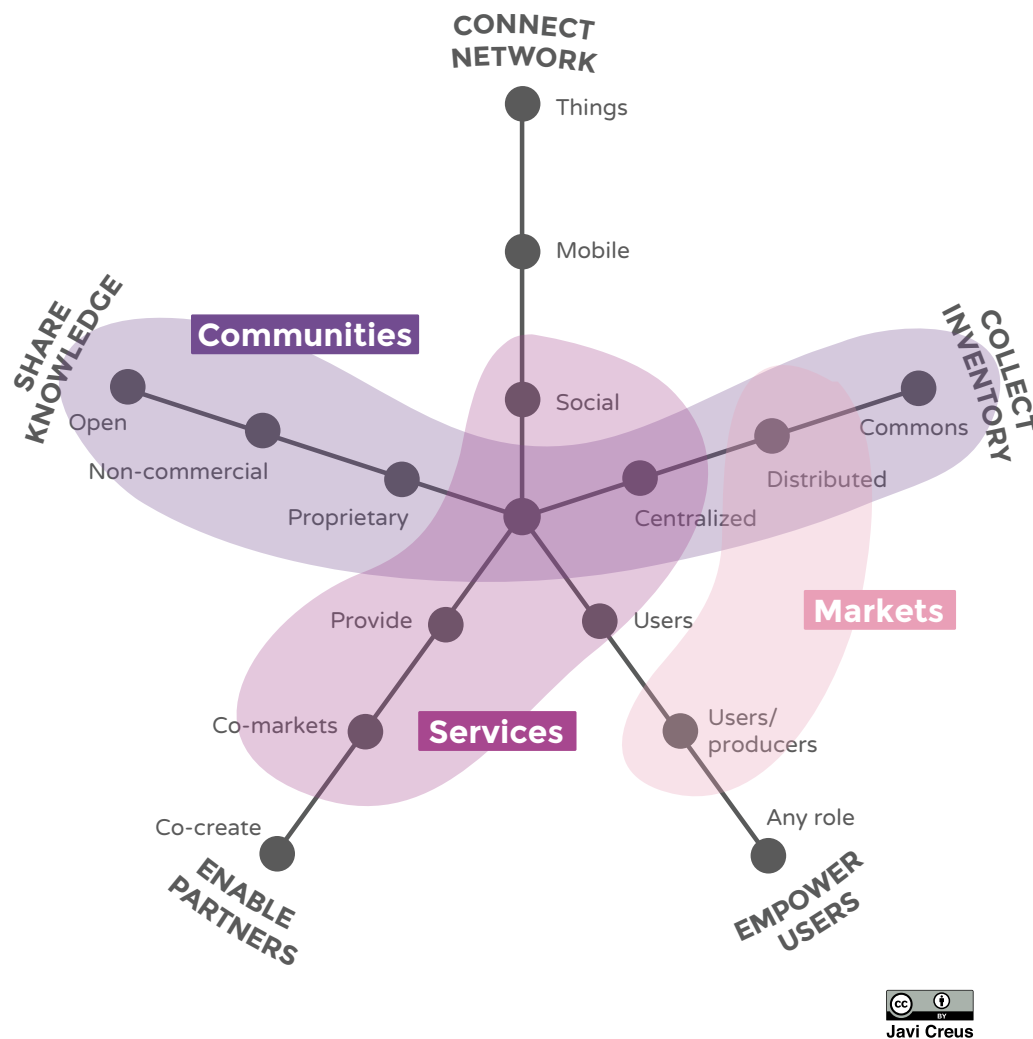 CONNECT
NETWORK
Things
Mobile
SHARE
KNOWLEDGE
Communities
COLLECT
INVENTORY
Social
Open
Commons
Non-commercial
Distributed
Proprietary
Centralized
Provide
Users
Markets
Co-markets
Services
Users/
producers
Co-create
Any role
ENABLE
PARTNERS
EMPOWER
USERS
cc
BY
Javi Creus